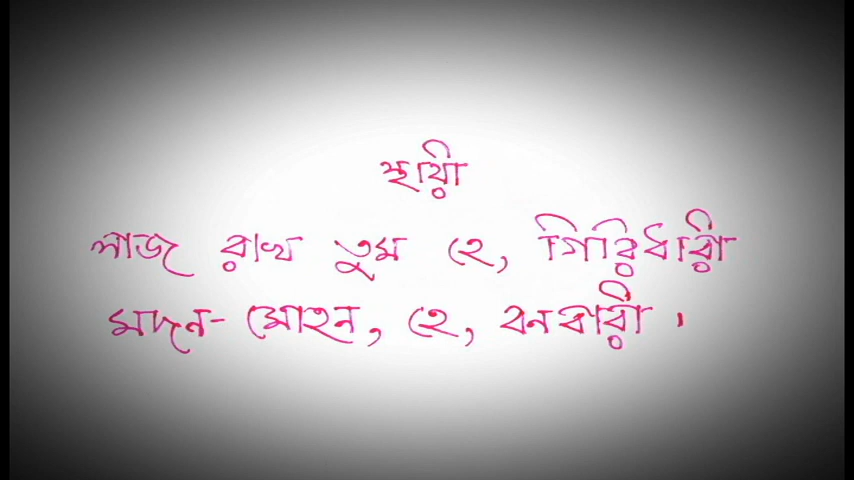 স্থায়ী
লাজ রাখ তুম হে, গিরিধারী
মদন- মোহন, হে, বনবারী ।